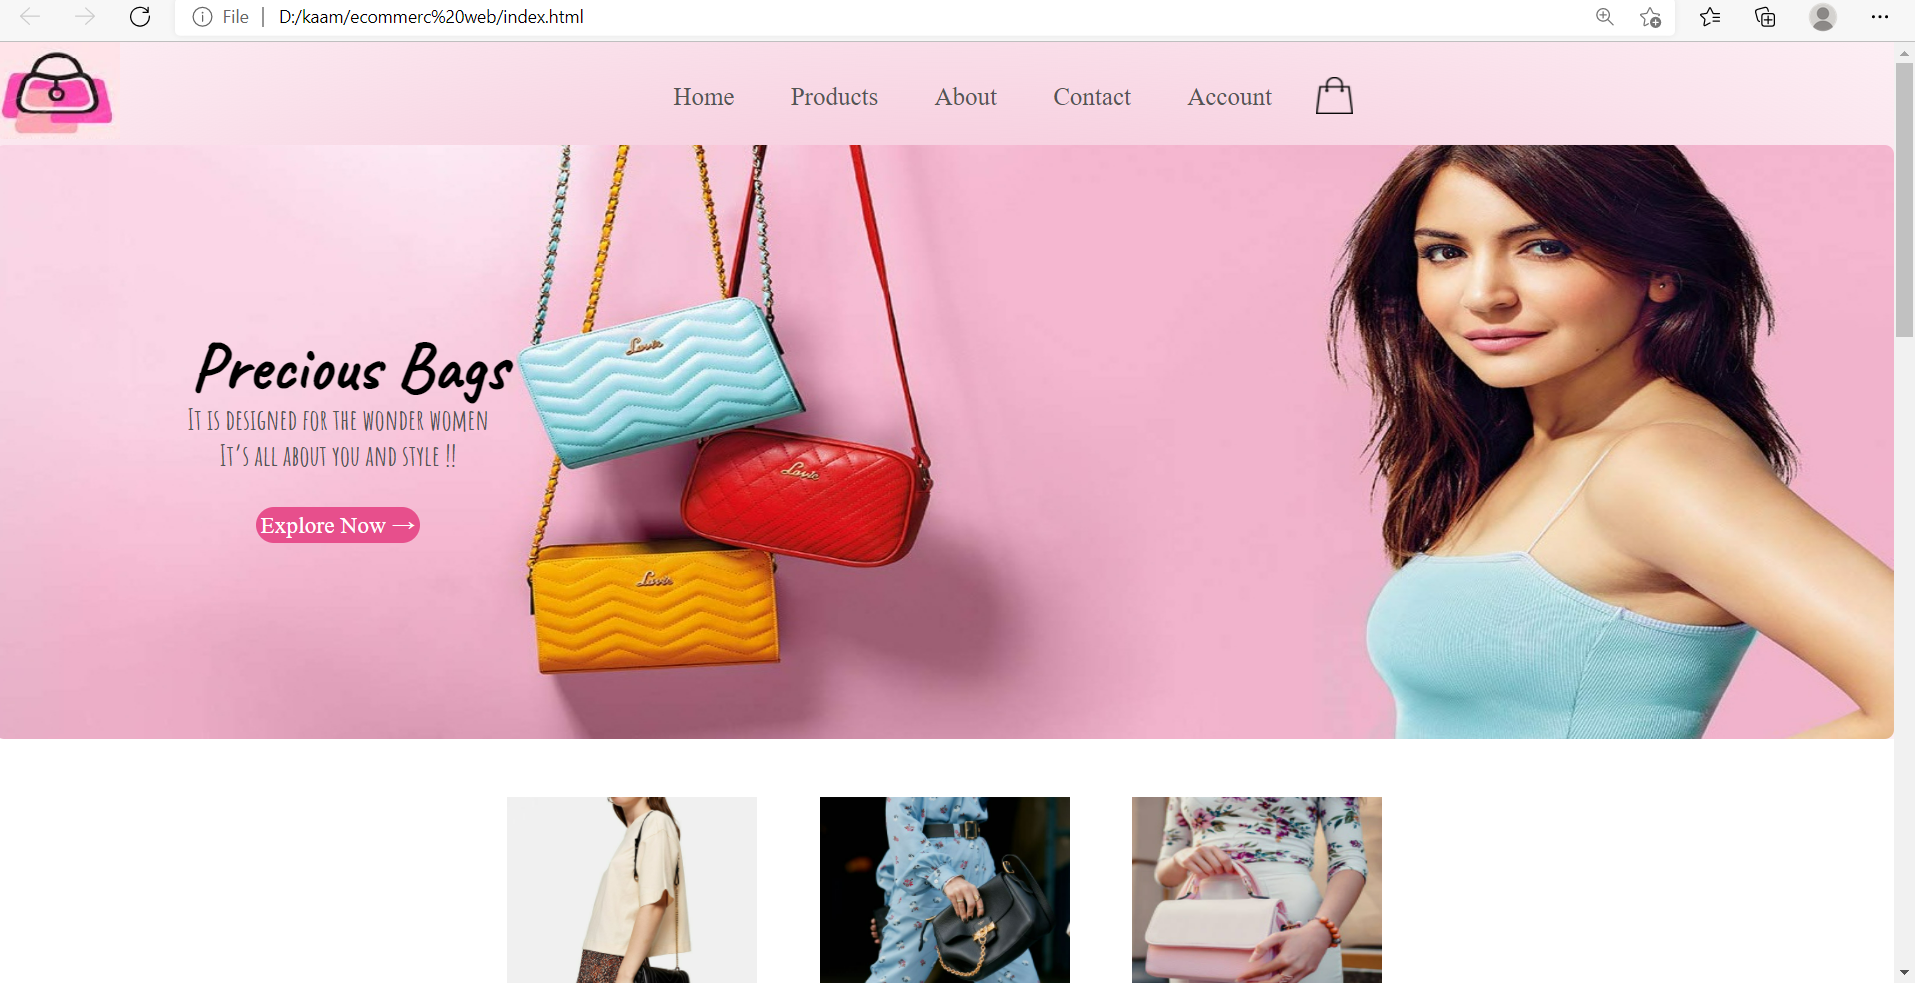 File | D:/kaam/ecommerc%20web/index.html
Home Products About Contact Account
Precious Bags
It is designed for the wonder women
It's all about you and style !!
Explore Now →
Lavie
Lavie
Lavie